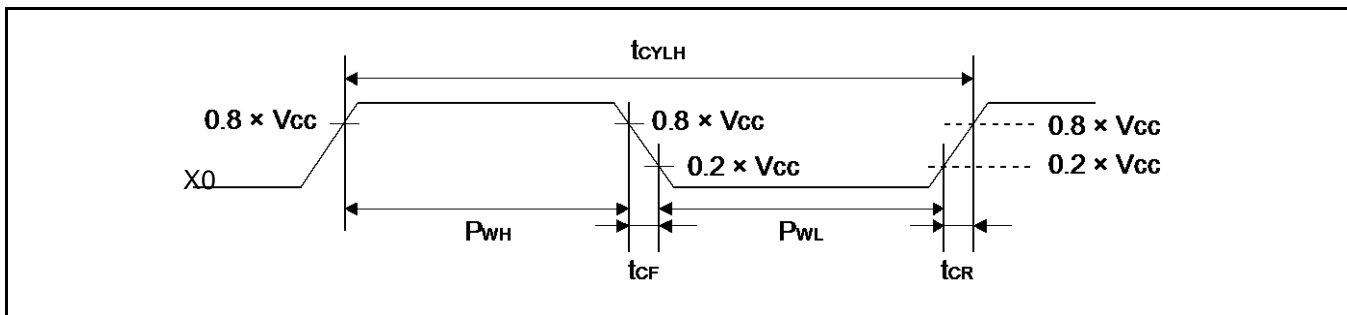 tCYLH
0.8 × Vcc
0.8 × Vcc
0.8 × Vcc
0.2 × Vcc
0.2 × Vcc
X0
PWH
PWL
tCF
tCR